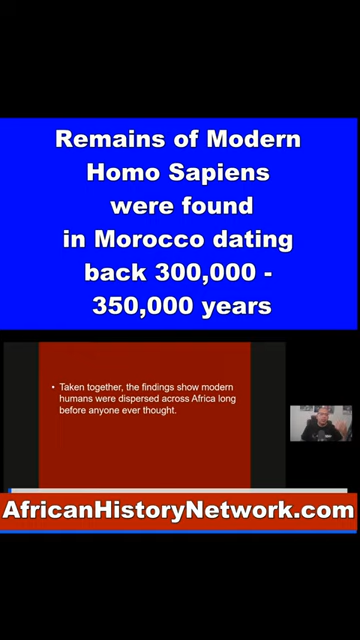 Remains of Modern
Homo Sapiens
were found
in Morocco dating
back 300,000 -
350,000 years
• Taken together, the findings show modern
humans were dispersed across Africa long
before anyone ever thought.
AfricanHistoryNetwork.com